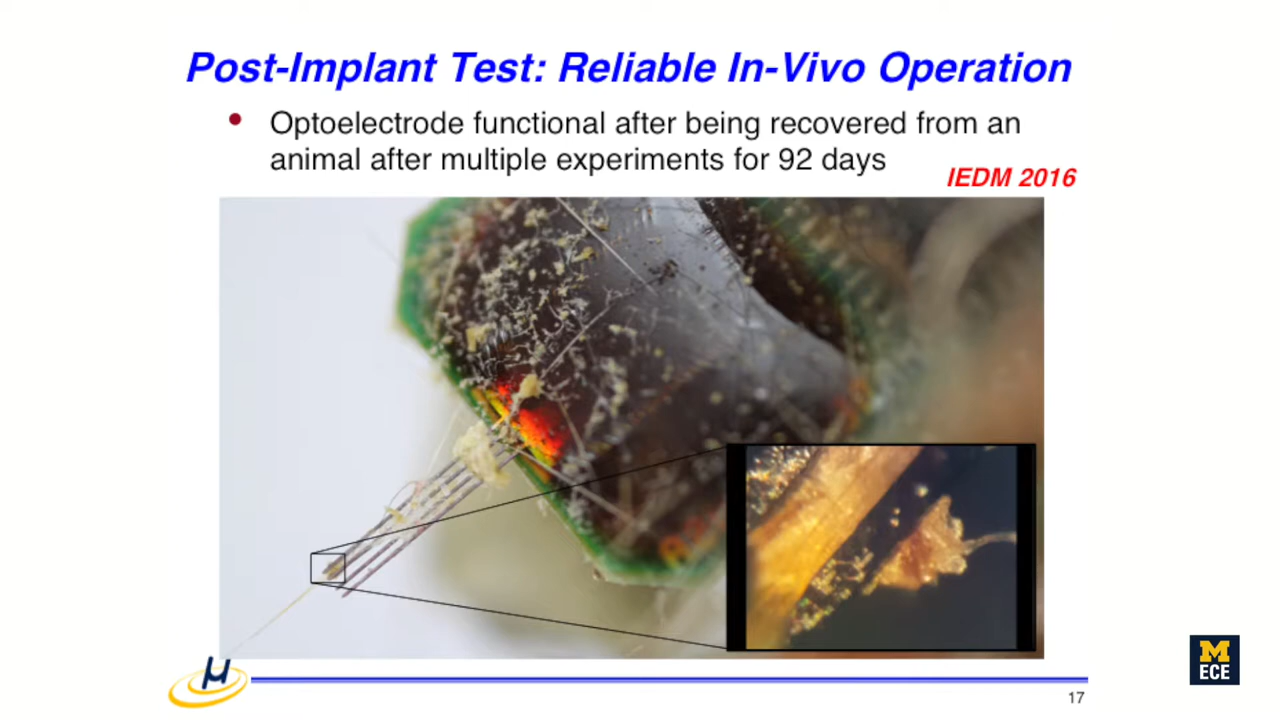 Post-Implant Test: Reliable In-Vivo Operation
• Optoelectrode functional after being recovered from an
animal after multiple experiments for 92 days
IEDM 2016
μ
17
M
ECE